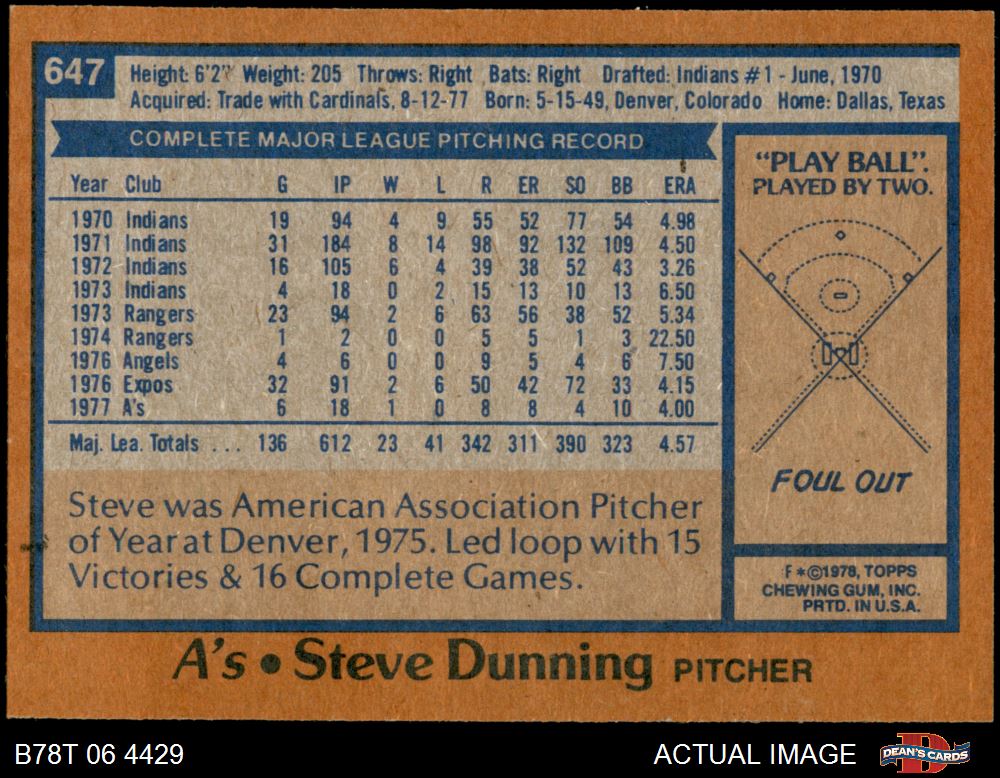 647
Height: 6'2" Weight: 205 Throws: Right Bats: Right Drafted: Indians #1 - June, 1970
Acquired: Trade with Cardinals, 8-12-77 Born: 5-15-49, Denver, Colorado Home: Dallas, Texas
COMPLETE MAJOR LEAGUE PITCHING RECORD
Year Club G IP W L R ER SO BB ERA
1970 Indians 19 94 4 9 55 52 77 54 4.98
1971 Indians 31 184 8 14 98 92 132 109 4.50
1972 Indians 16 105 6 4 39 38 52 43 3.26
1973 Indians 4 18 0 2 15 13 10 13 6.50
1973 Rangers 23 94 2 6 63 56 38 52 5.34
1974 Rangers 1 2 0 0 5 5 1 3 22.50
1976 Angels 4 6 0 0 9 5 4 6 7.50
1976 Expos 32 91 2 6 50 42 72 33 4.15
1977 A's 6 18 1 0 8 8 4 10 4.00
Maj. Lea. Totals ... 136 612 23 41 342 311 390 323 4.57
Steve was American Association Pitcher
of Year at Denver, 1975. Led loop with 15
Victories & 16 Complete Games.
"PLAY BALL".
PLAYED BY TWO.
FOUL OUT
F*©1978, TOPPS
CHEWING GUM, INC.
PRTD. IN U.S.A.
A's • Steve Dunning PITCHER
B78T 06 4429
ACTUAL IMAGE
DEAN'S CARDS